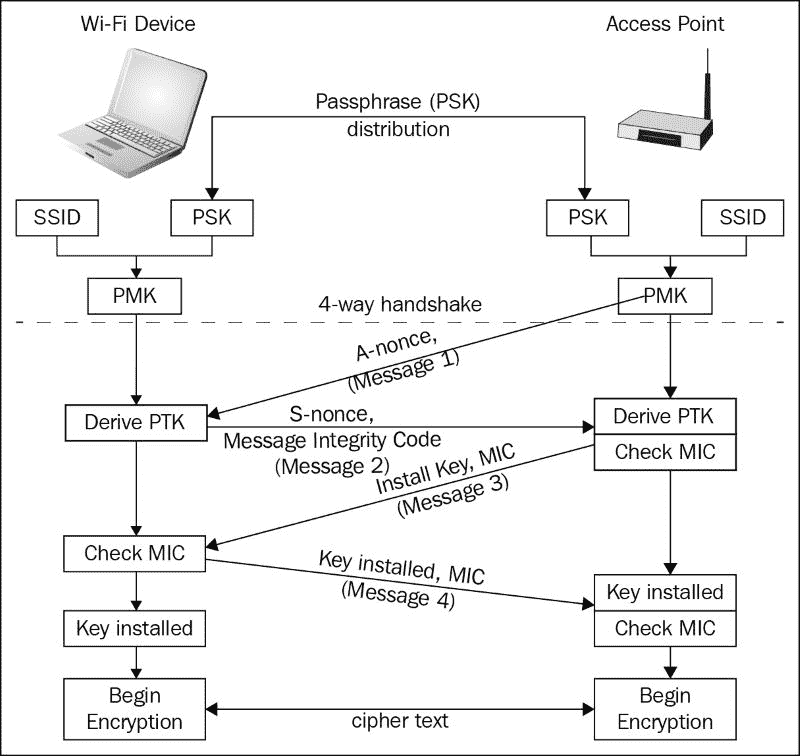 Wi-Fi Device
Access Point
Passphrase (PSK)
distribution
SSID
PSK
PSK
SSID
PMK
4-way handshake
PMK
A-nonce,
(Message 1)
Derive PTK
S-nonce,
Message Integrity Code
(Message 2)
Derive PTK
Check MIC
Install Key, MIC
(Message 3)
Check MIC
Key installed, MIC
(Message 4)
Key installed
Check MIC
Key installed
Begin
Encryption
cipher text
Begin
Encryption